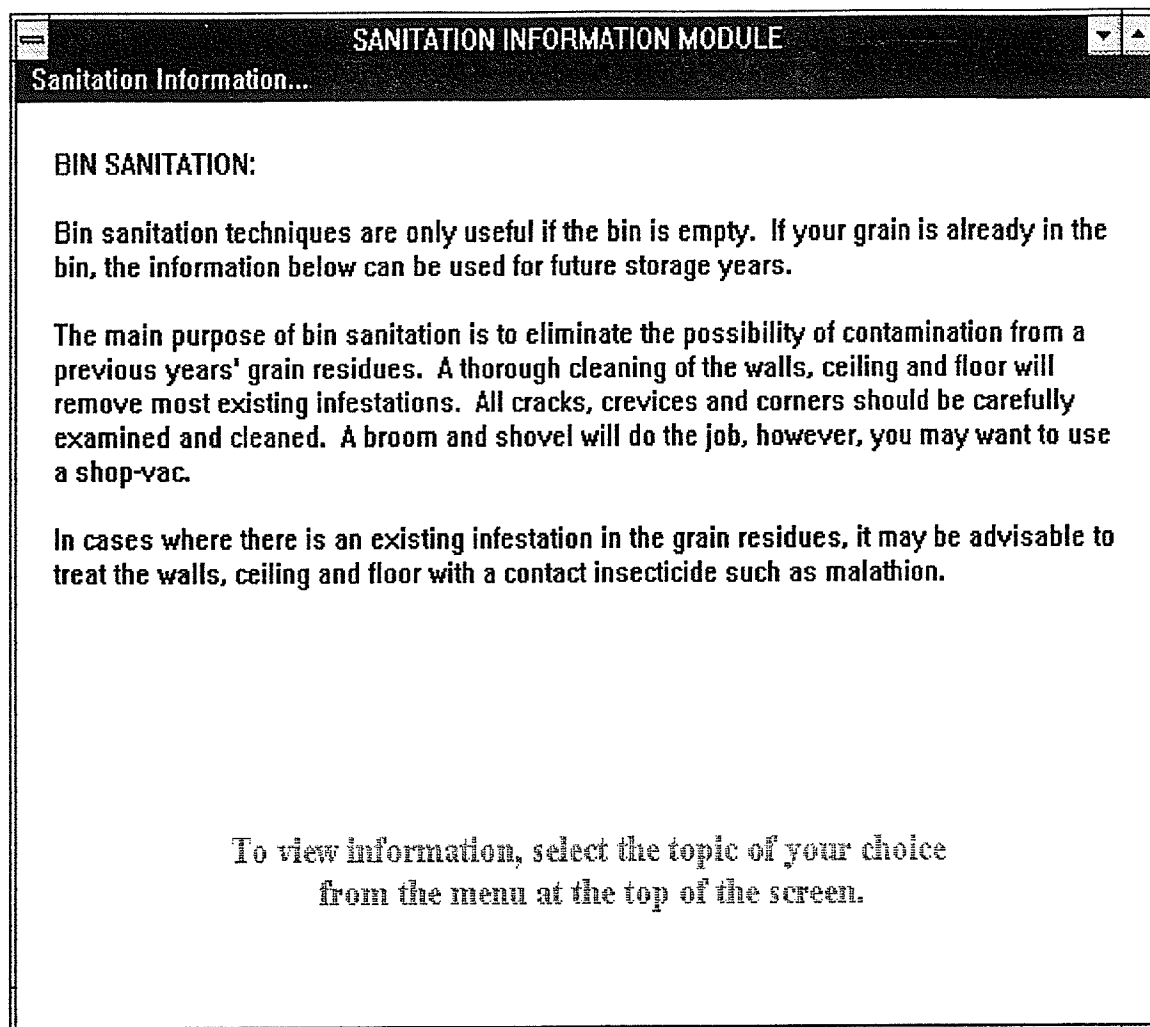 SANITATION INFORMATION MODULE
Sanitation Information...
BIN SANITATION:
Bin sanitation techniques are only useful if the bin is empty.  If your grain is already in the
bin, the information below can be used for future storage years.
The main purpose of bin sanitation is to eliminate the possibility of contamination from a
previous years' grain residues.  A thorough cleaning of the walls, ceiling and floor will
remove most existing infestations.  All cracks, crevices and corners should be carefully
examined and cleaned.  A broom and shovel will do the job, however, you may want to use
a shop-vac.
In cases where there is an existing infestation in the grain residues, it may be advisable to
treat the walls, ceiling and floor with a contact insecticide such as malathion.
To view information, select the topic of your choice
from the menu at the top of the screen.